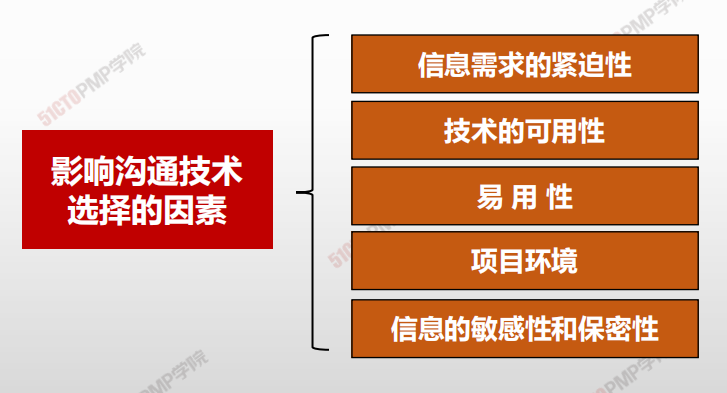 51CTOPMP学院
影响沟通技术
选择的因素
信息需求的紧迫性
技术的可用性
易用性
项目环境
信息的敏感性和保密性